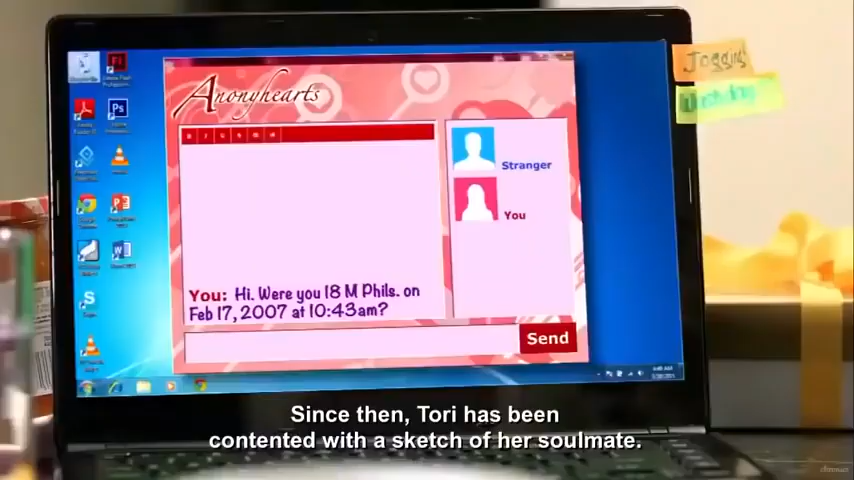 Anonyhearts
Jogging
Stranger
You
You: Hi. Were you 18 M Phils. on
Feb 17, 2007 at 10:43am?
Send
Since then, Tori has been
contented with a sketch of her soulmate.